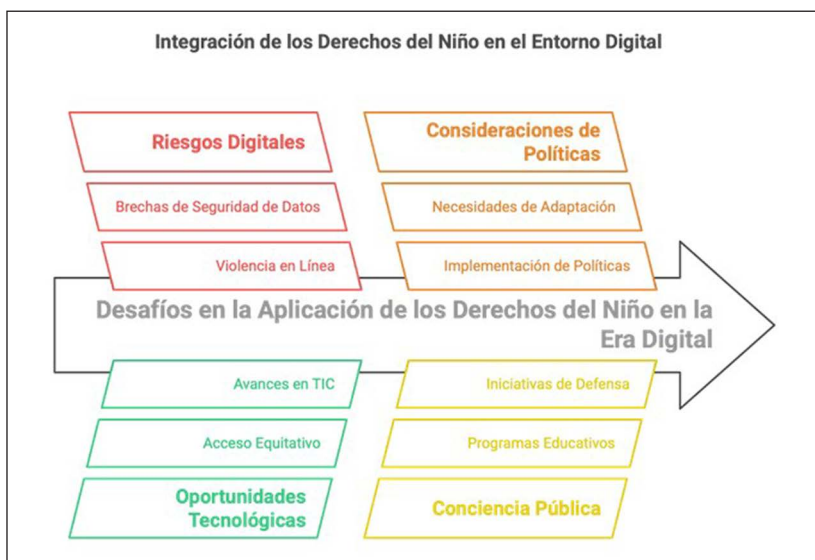 Integración de los Derechos del Niño en el Entorno Digital
Riesgos Digitales
Brechas de Seguridad de Datos
Violencia en Línea
Consideraciones de
Políticas
Necesidades de Adaptación
Implementación de Políticas
Desafíos en la Aplicación de los Derechos del Niño en la
Era Digital
Avances en TIC
Acceso Equitativo
Oportunidades
Tecnológicas
Iniciativas de Defensa
Programas Educativos
Conciencia Pública